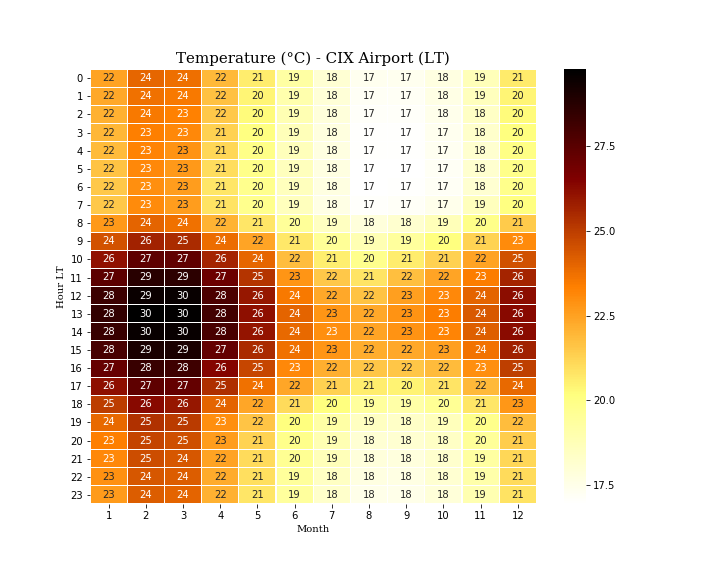 Temperature (°C) - CIX Airport (LT)
0 22 24 24 22 21 19 18 17 17 18 19 21
1 22 24 24 22 20 19 18 17 17 18 19 20
2 22 24 23 22 20 19 18 17 17 18 18 20
3 22 23 23 21 20 19 18 17 17 17 18 20
4 22 23 23 21 20 19 18 17 17 17 18 20
5 22 23 23 21 20 19 18 17 17 17 18 20
6 22 23 23 21 20 19 18 17 17 17 18 20
7 22 23 23 21 20 19 18 17 17 17 19 20
8 23 24 24 22 21 20 19 18 18 19 20 21
9 24 26 25 24 22 21 20 19 19 20 21 23
10 26 27 27 26 24 22 21 20 21 21 22 25
11 27 29 29 27 25 23 22 21 22 22 23 26
12 28 29 30 28 26 24 22 22 23 23 24 26
13 28 30 30 28 26 24 23 22 23 23 24 26
14 28 30 30 28 26 24 23 22 23 23 24 26
15 28 29 29 27 26 24 23 22 22 23 24 26
16 27 28 28 26 25 23 22 22 22 22 23 25
17 26 27 27 25 24 22 21 21 20 21 22 24
18 25 26 26 24 22 21 20 19 19 20 21 23
19 24 25 25 23 22 20 19 19 18 19 20 22
20 23 25 25 23 21 20 19 18 18 18 20 21
21 23 25 24 22 21 20 19 18 18 18 19 21
22 23 24 24 22 21 19 18 18 18 18 19 21
23 23 24 24 22 21 19 18 18 18 18 19 21
1 2 3 4 5 6 7 8 9 10 11 12
Month
Hour LT
27.5
25.0
22.5
20.0
17.5